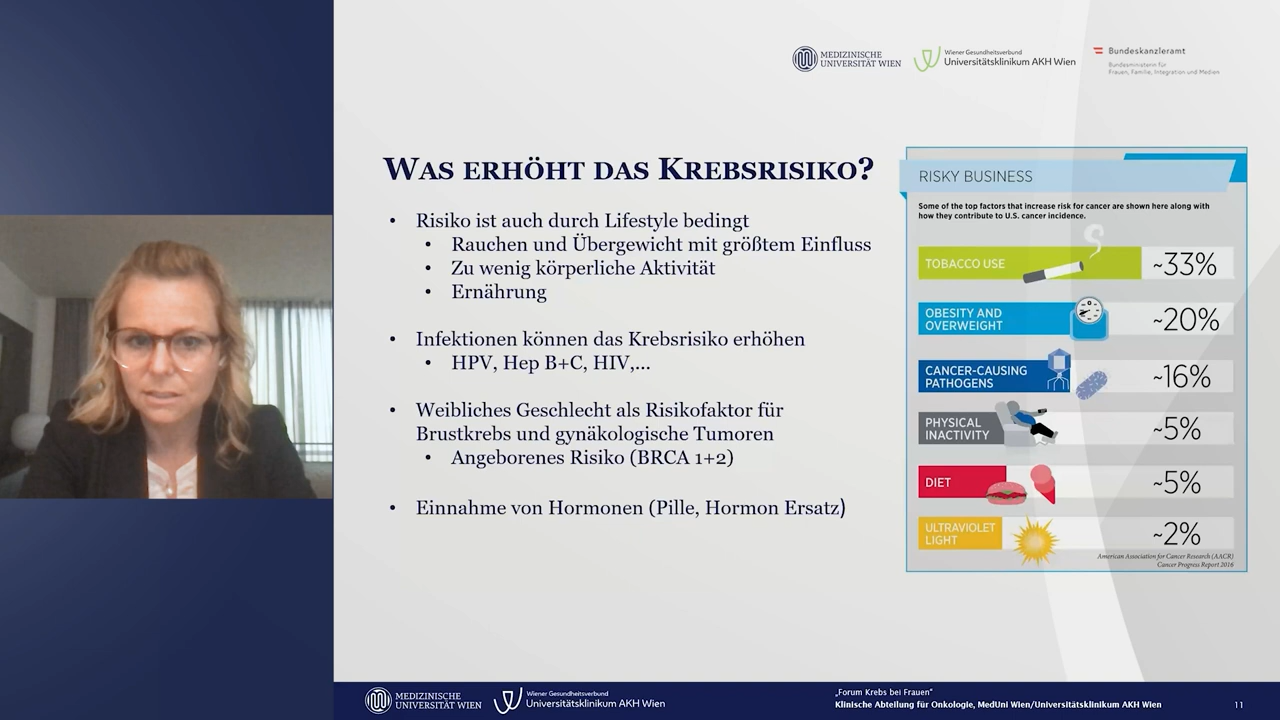 MEDIZINISCHE
UNIVERSITÄT WIEN
Wiener Gesundheitsverbund
Universitätsklinikum AKH Wien
Bundeskanzleramt
Bundesministerin für
Frauen, Familie, Integration und Medien
WAS ERHÖHT DAS KREBSRISIKO?
• Risiko ist auch durch Lifestyle bedingt
• Rauchen und Übergewicht mit größtem Einfluss
• Zu wenig körperliche Aktivität
• Ernährung
• Infektionen können das Krebsrisiko erhöhen
• HPV, Hep B+C, HIV,...
• Weibliches Geschlecht als Risikofaktor für
Brustkrebs und gynäkologische Tumoren
• Angeborenes Risiko (BRCA 1+2)
• Einnahme von Hormonen (Pille, Hormon Ersatz)
RISKY BUSINESS
Some of the top factors that increase risk for cancer are shown here along with
how they contribute to U.S. cancer incidence.
TOBACCO USE ~33%
OBESITY AND
OVERWEIGHT ~20%
CANCER-CAUSING
PATHOGENS ~16%
PHYSICAL
INACTIVITY ~5%
DIET ~5%
ULTRAVIOLET
LIGHT ~2%
American Association for Cancer Research (AACR)
Cancer Progress Report 2016
MEDIZINISCHE
UNIVERSITÄT WIEN
Wiener Gesundheitsverbund
Universitätsklinikum AKH Wien
„Forum Krebs bei Frauen“
Klinische Abteilung für Onkologie, MedUni Wien/Universitätsklinikum AKH Wien
11